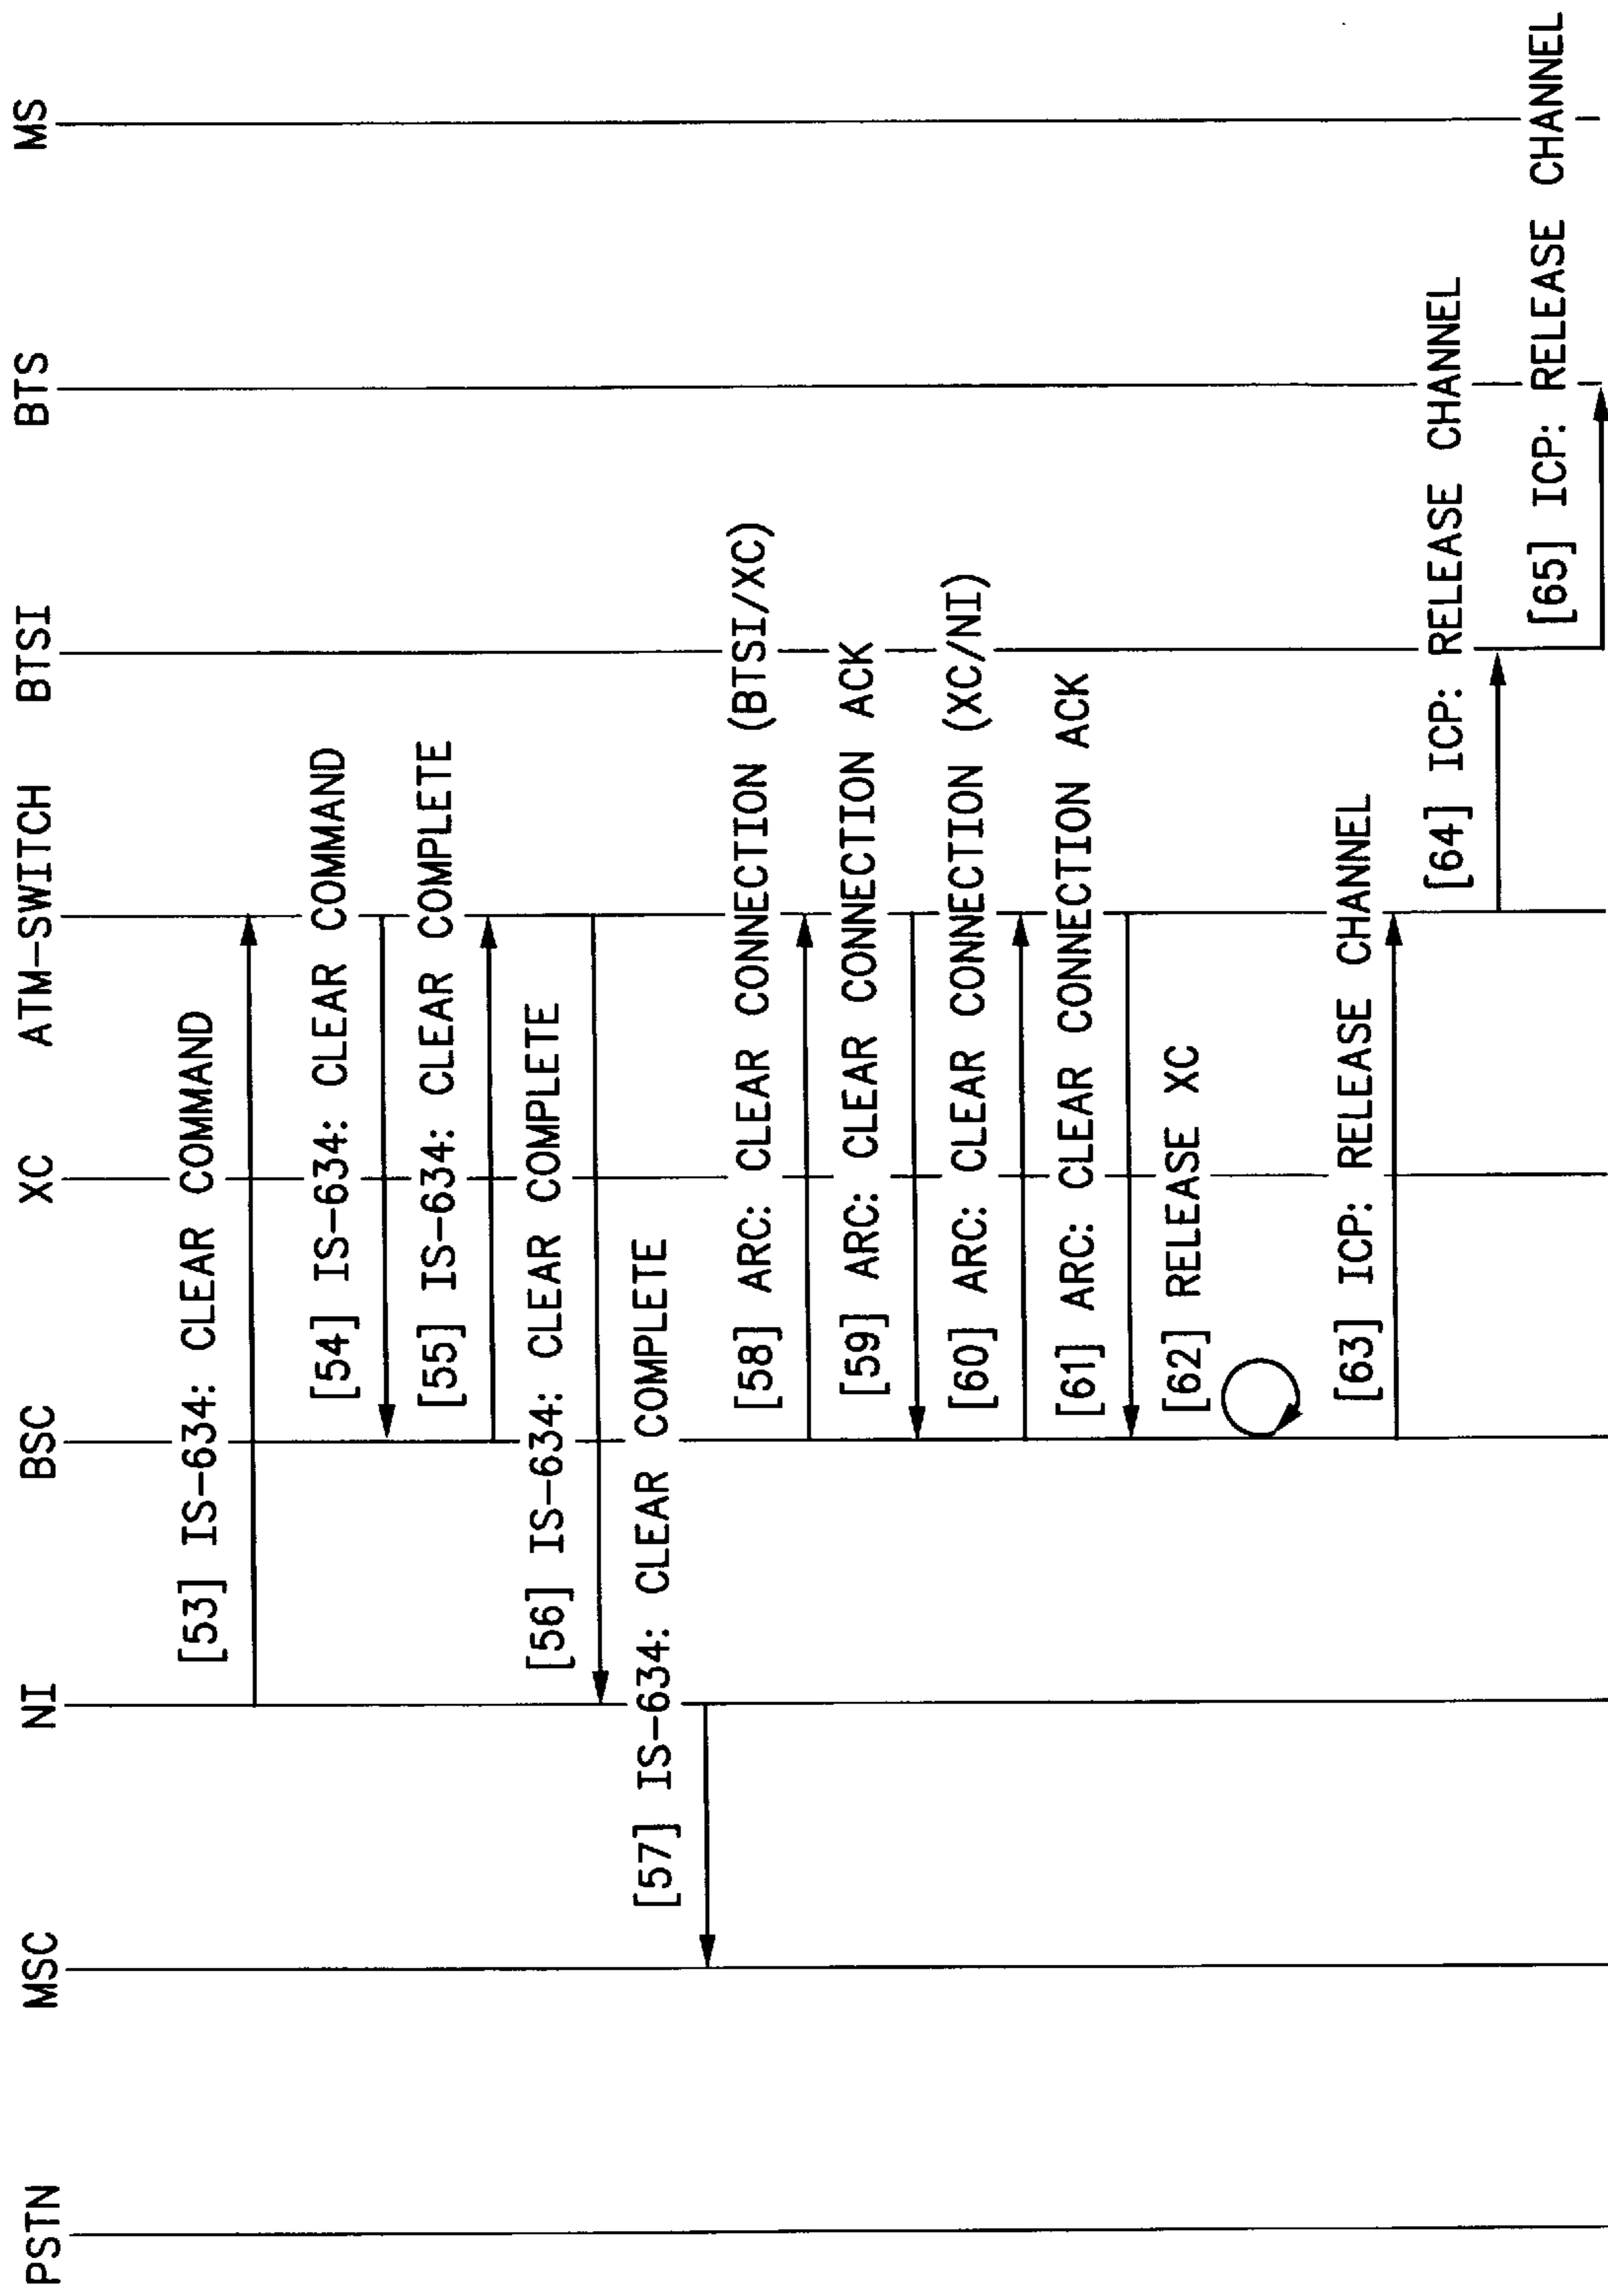 PSTN MSC NI BSC XC ATM-SWITCH BTSI BTS MS
[53] IS-634: CLEAR COMMAND
[54] IS-634: CLEAR COMMAND
[55] IS-634: CLEAR COMPLETE
[56] IS-634: CLEAR COMPLETE
[57] IS-634: CLEAR COMPLETE
[58] ARC: CLEAR CONNECTION (BTSI/XC)
[59] ARC: CLEAR CONNECTION ACK
[60] ARC: CLEAR CONNECTION (XC/NI)
[61] ARC: CLEAR CONNECTION ACK
[62] RELEASE XC
[63] ICP: RELEASE CHANNEL
[64] ICP: RELEASE CHANNEL
[65] ICP: RELEASE CHANNEL